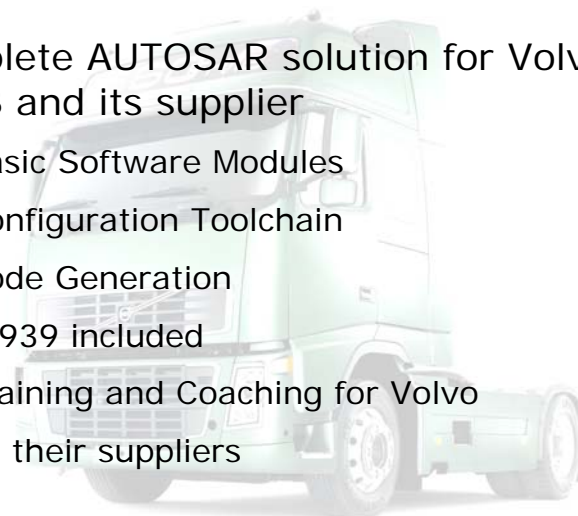 plete AUTOSAR solution for Volv
and its supplier
asic Software Modules
onfiguration Toolchain
ode Generation
939 included
aining and Coaching for Volvo
their suppliers